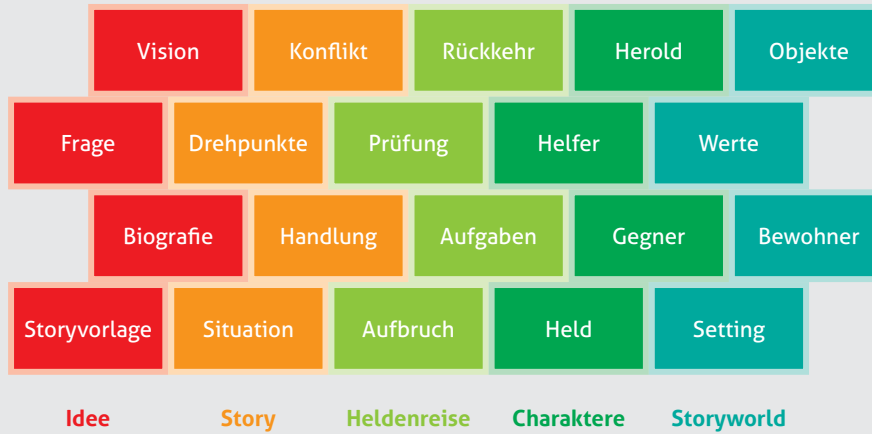 Vision Konflikt Rückkehr Herold Objekte
Frage Drehpunkte Prüfung Helfer Werte
Biografie Handlung Aufgaben Gegner Bewohner
Storyvorlage Situation Aufbruch Held Setting
Idee Story Heldenreise Charaktere Storyworld